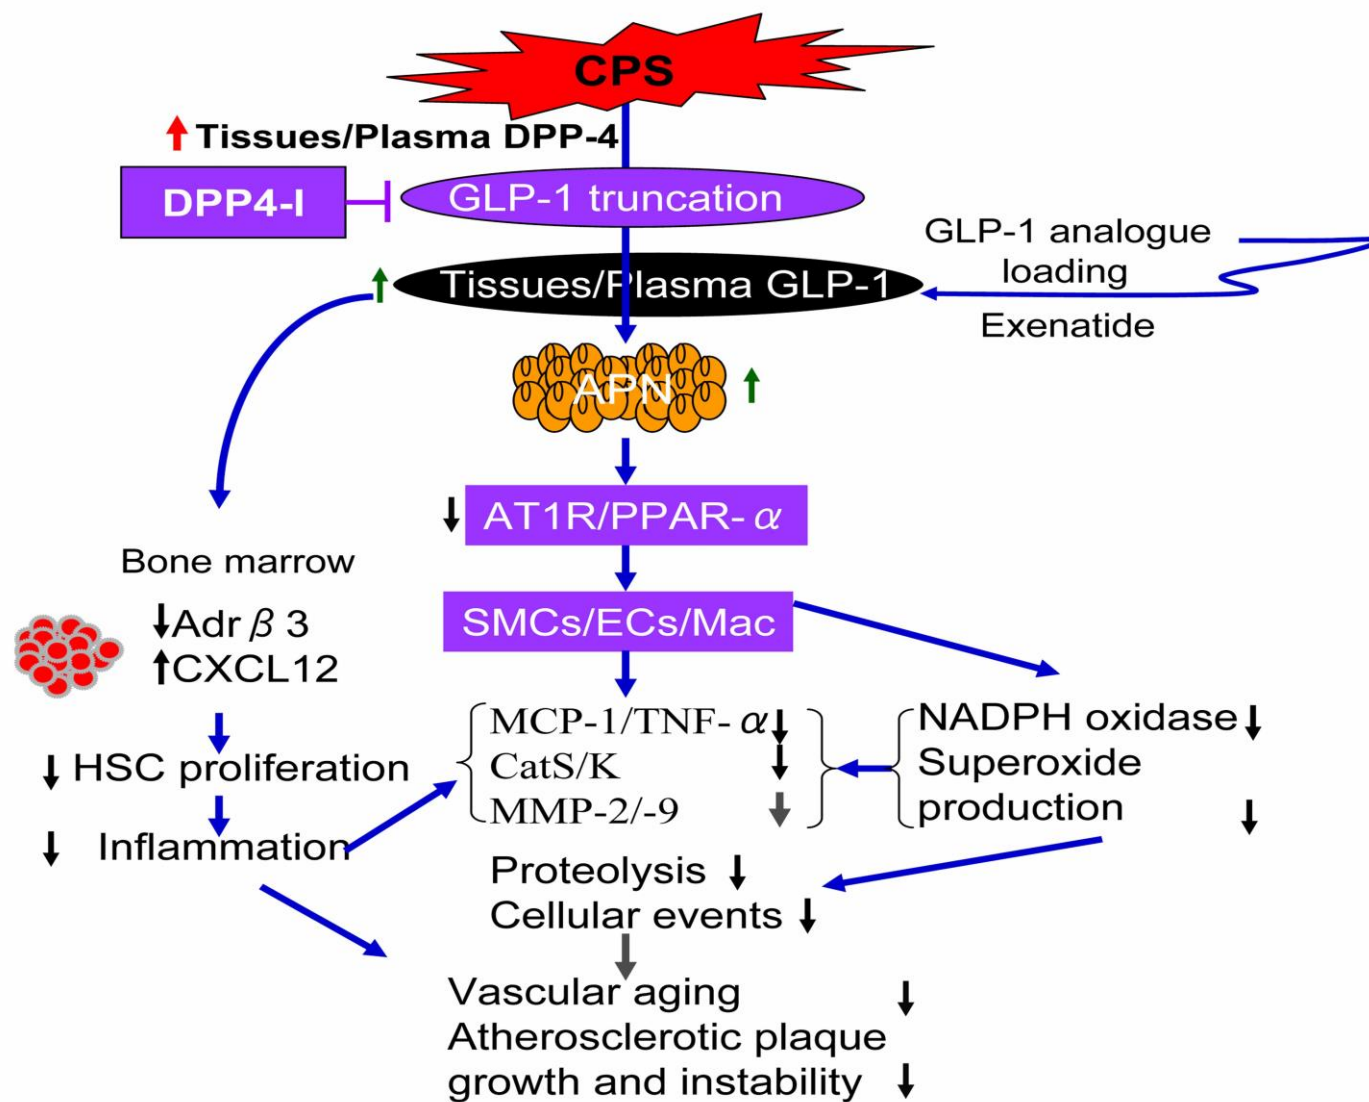 CPS
Tissues/Plasma DPP-4
DPP4-I
GLP-1 truncation
GLP-1 analogue
loading
Tissues/Plasma GLP-1
Exenatide
APN
AT1R/PPAR-α
Bone marrow
Adrβ3
CXCL12
SMCs/ECs/Mac
HSC proliferation
Inflammation
MCP-1/TNF-α
CatS/K
MMP-2/-9
NADPH oxidase
Superoxide
production
Proteolysis
Cellular events
Vascular aging
Atherosclerotic plaque
growth and instability